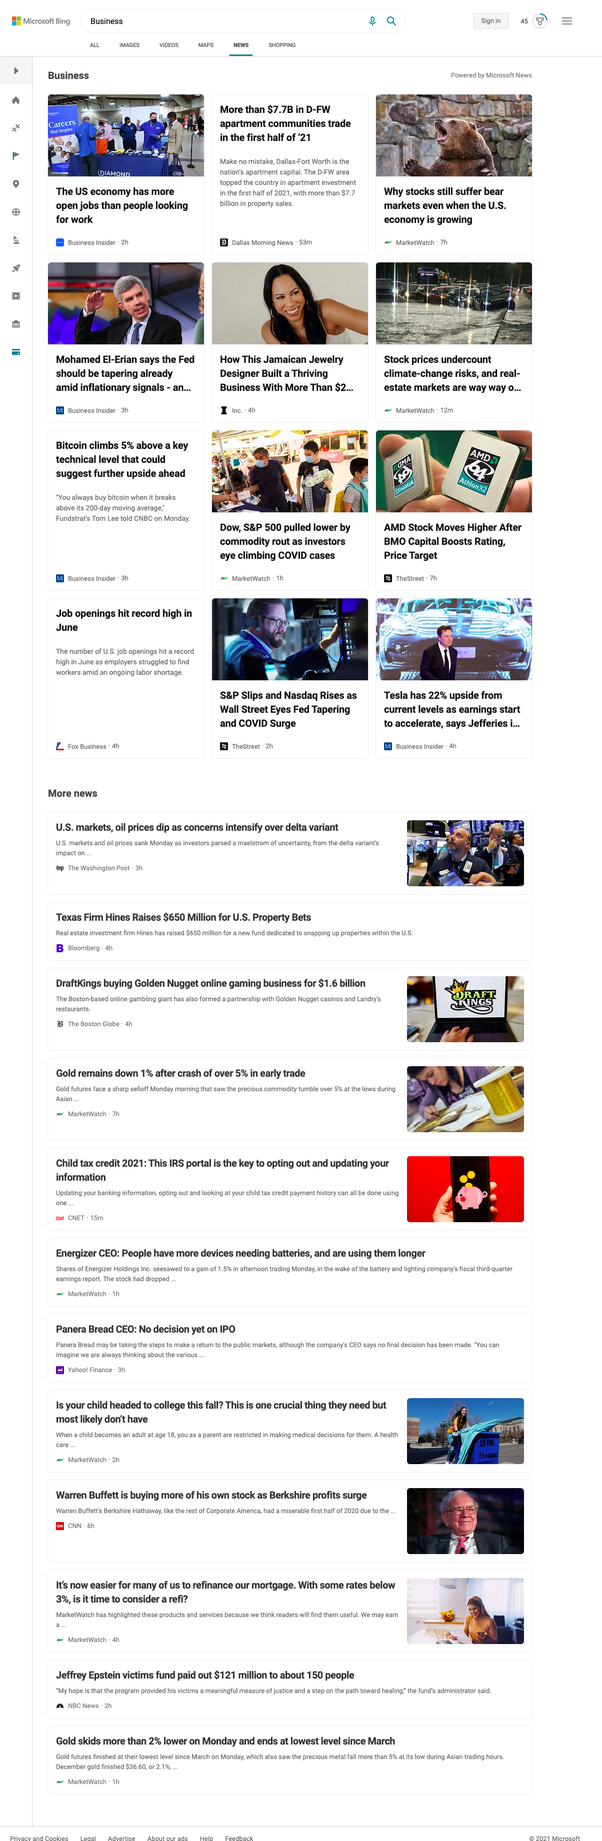 Microsoft Bing
Business
Sign in
45
ALL IMAGES VIDEOS MAPS NEWS SHOPPING
Business
Powered by Microsoft News
Careers
DIAMOND
The US economy has more
open jobs than people looking
for work
Business Insider · 2h
More than $7.7B in D-FW
apartment communities trade
in the first half of '21
Make no mistake, Dallas-Fort Worth is the
nation's apartment capital. The D-FW area
topped the country in apartment investment
in the first half of 2021, with more than $7.7
billion in property sales.
Dallas Morning News · 53m
Why stocks still suffer bear
markets even when the U.S.
economy is growing
MarketWatch · 7h
Mohamed El-Erian says the Fed
should be tapering already
amid inflationary signals - an...
Business Insider · 3h
How This Jamaican Jewelry
Designer Built a Thriving
Business With More Than $2...
Inc. · 4h
Stock prices undercount
climate-change risks, and real-
estate markets are way way o...
MarketWatch · 12m
Bitcoin climbs 5% above a key
technical level that could
suggest further upside ahead
"You always buy bitcoin when it breaks
above its 200-day moving average,"
Fundstrat's Tom Lee told CNBC on Monday.
Business Insider · 3h
Dow, S&P 500 pulled lower by
commodity rout as investors
eye climbing COVID cases
MarketWatch · 1h
AMD
64
Athlon X2
AMD Stock Moves Higher After
BMO Capital Boosts Rating,
Price Target
TheStreet · 7h
Job openings hit record high in
June
The number of U.S. job openings hit a record
high in June as employers struggled to find
workers amid an ongoing labor shortage.
Fox Business · 4h
S&P Slips and Nasdaq Rises as
Wall Street Eyes Fed Tapering
and COVID Surge
TheStreet · 2h
Tesla has 22% upside from
current levels as earnings start
to accelerate, says Jefferies i...
Business Insider · 4h
More news
U.S. markets, oil prices dip as concerns intensify over delta variant
U.S. markets and oil prices sank Monday as investors parsed a maelstrom of uncertainty, from the delta variant's
impact on ...
The Washington Post · 3h
Texas Firm Hines Raises $650 Million for U.S. Property Bets
Real estate investment firm Hines has raised $650 million for a new fund dedicated to snapping up properties within the U.S.
Bloomberg · 4h
DraftKings buying Golden Nugget online gaming business for $1.6 billion
The Boston-based online gambling giant has also formed a partnership with Golden Nugget casinos and Landry's
restaurants.
The Boston Globe · 4h
DRAFT
KINGS
Gold remains down 1% after crash of over 5% in early trade
Gold futures face a sharp selloff Monday morning that saw the precious commodity tumble over 5% at the lows during
Asian ...
MarketWatch · 7h
Child tax credit 2021: This IRS portal is the key to opting out and updating your
information
Updating your banking information, opting out and looking at your child tax credit payment history can all be done using
one ...
CNET · 15m
Energizer CEO: People have more devices needing batteries, and are using them longer
Shares of Energizer Holdings Inc. seesawed to a gain of 1.5% in afternoon trading Monday, in the wake of the battery and lighting company's fiscal third-quarter
earnings report. The stock had dropped ...
MarketWatch · 1h
Panera Bread CEO: No decision yet on IPO
Panera Bread may be taking the steps to make a return to the public markets, although the company's CEO says no final decision has been made. "You can
imagine we are always thinking about the various ...
Yahoo! Finance · 3h
Is your child headed to college this fall? This is one crucial thing they need but
most likely don't have
When a child becomes an adult at age 18, you as a parent are restricted in making medical decisions for them. A health
care ...
MarketWatch · 2h
Warren Buffett is buying more of his own stock as Berkshire profits surge
Warren Buffett's Berkshire Hathaway, like the rest of Corporate America, had a miserable first half of 2020 due to the ...
CNN · 6h
It's now easier for many of us to refinance our mortgage. With some rates below
3%, is it time to consider a refi?
MarketWatch has highlighted these products and services because we think readers will find them useful. We may earn
a ...
MarketWatch · 4h
Jeffrey Epstein victims fund paid out $121 million to about 150 people
"My hope is that the program provided his victims a meaningful measure of justice and a step on the path toward healing," the fund's administrator said.
NBC News · 2h
Gold skids more than 2% lower on Monday and ends at lowest level since March
Gold futures finished at their lowest level since March on Monday, which also saw the precious metal fall more than 5% at its low during Asian trading hours.
December gold finished $36.60, or 2.1%, ...
MarketWatch · 1h
Privacy and Cookies Legal Advertise About our ads Help Feedback
© 2021 Microsoft